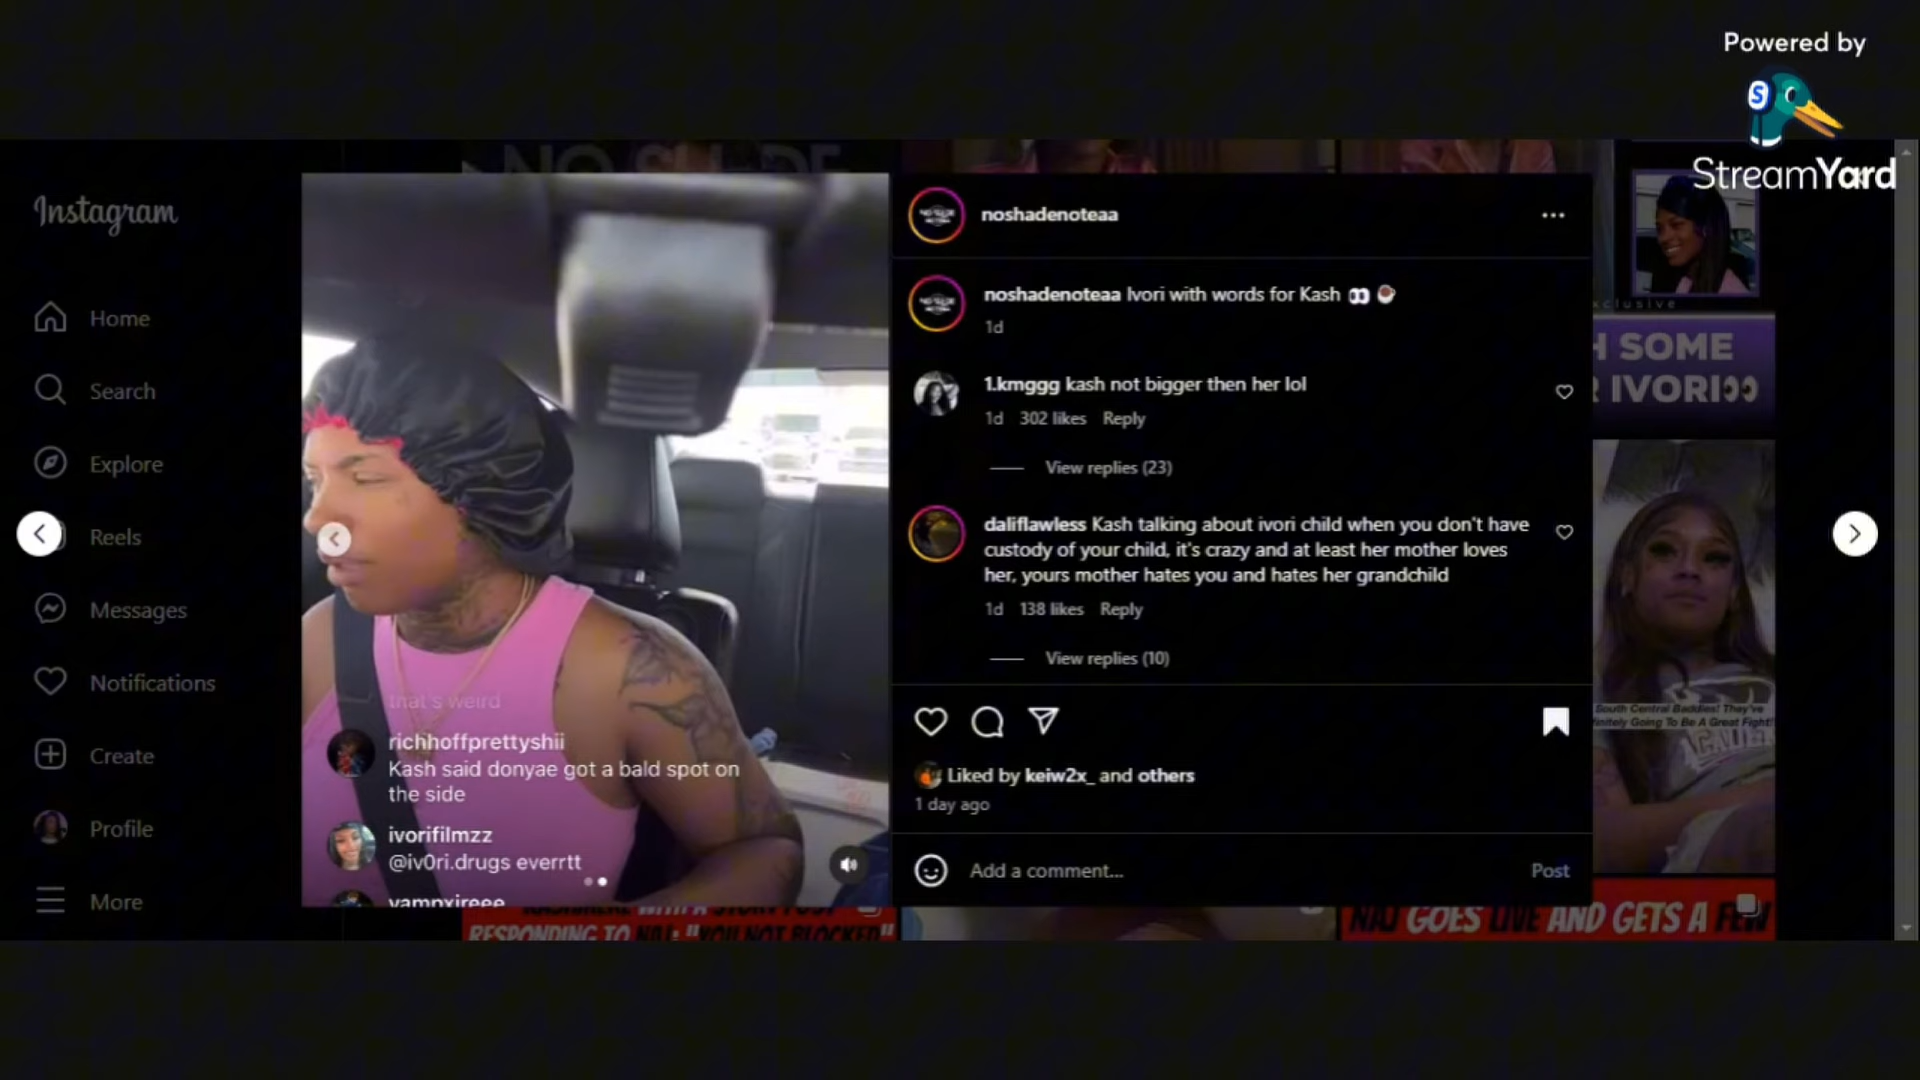 Powered by
StreamYard
Instagram
Home
Search
Explore
Reels
Messages
Notifications
Create
Profile
More
that's weird
richhoffprettyshii
Kash said donyae got a bald spot on
the side
ivorifilmzz
@iv0ri.drugs everrtt
vampxireee
noshadenoteaa
noshadenoteaa Ivori with words for Kash 👀 ☕
1d
1.kmggg kash not bigger then her lol
1d 302 likes Reply
View replies (23)
daliflawless Kash talking about ivori child when you don't have
custody of your child, it's crazy and at least her mother loves
her, yours mother hates you and hates her grandchild
1d 138 likes Reply
View replies (10)
Liked by keiw2x_ and others
1 day ago
Add a comment...
Post
xclusive
H SOME
R IVORI👀
South Central Baddies! They've
initely Going To Be A Great Fight!
RESPONDING TO NAJ: "YOU NOT BLOCKED"
NAJ GOES LIVE AND GETS A FEW